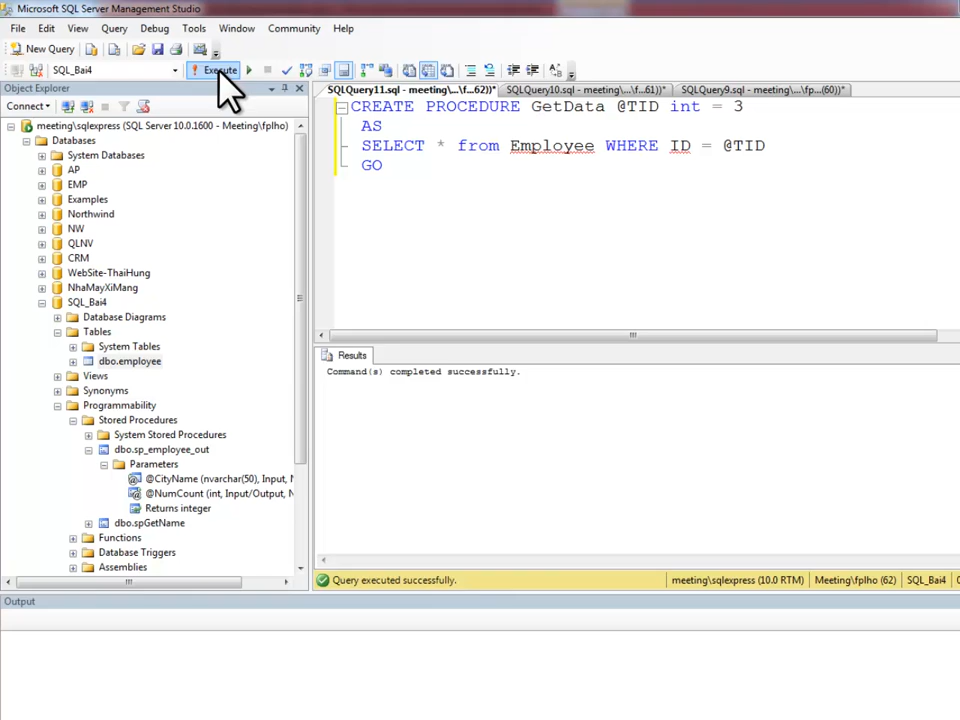 Microsoft SQL Server Management Studio
File Edit View Query Debug Tools Window Community Help
New Query
SQL_Bai4 Execute
Object Explorer
Connect
meeting\sqlexpress (SQL Server 10.0.1600 - Meeting\fplho)
Databases
System Databases
AP
EMP
Examples
Northwind
NW
QLNV
CRM
WebSite-ThaiHung
NhaMayXiMang
SQL_Bai4
Database Diagrams
Tables
System Tables
dbo.employee
Views
Synonyms
Programmability
Stored Procedures
System Stored Procedures
dbo.sp_employee_out
Parameters
@CityName (nvarchar(50), Input, N
@NumCount (int, Input/Output, N
Returns integer
dbo.spGetName
Functions
Database Triggers
Assemblies
SQLQuery11.sql - meeting\...\f...62))* SQLQuery10.sql - meeting\...\f...61))* SQLQuery9.sql - meeting\...\fp...(60))*
CREATE PROCEDURE GetData @TID int = 3
AS
SELECT * from Employee WHERE ID = @TID
GO
Results
Command(s) completed successfully.
Query executed successfully. meeting\sqlexpress (10.0 RTM) Meeting\fplho (62) SQL_Bai4
Output